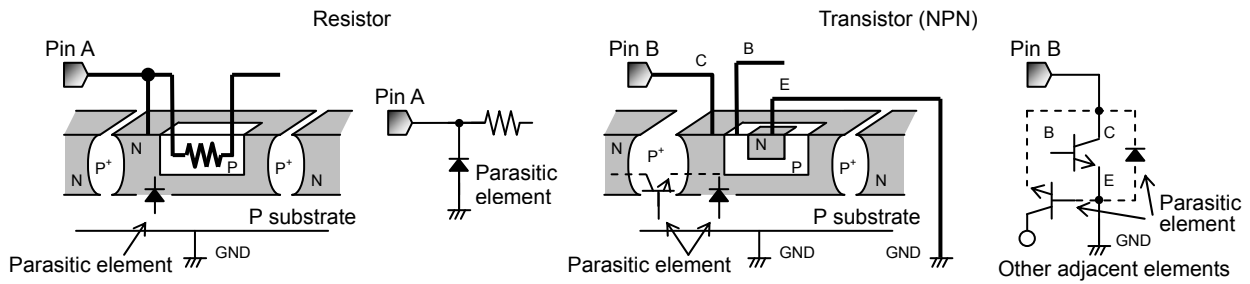 Resistor
Transistor (NPN)
Pin A
Pin B
C
B
E
Pin B
Pin A
N
P+
N
P
P+
N
N
P+
N
P
P+
N
B
C
E
Parasitic
element
P substrate
GND
Parasitic element
P substrate
GND
GND
Parasitic element
Parasitic
element
GND
Other adjacent elements